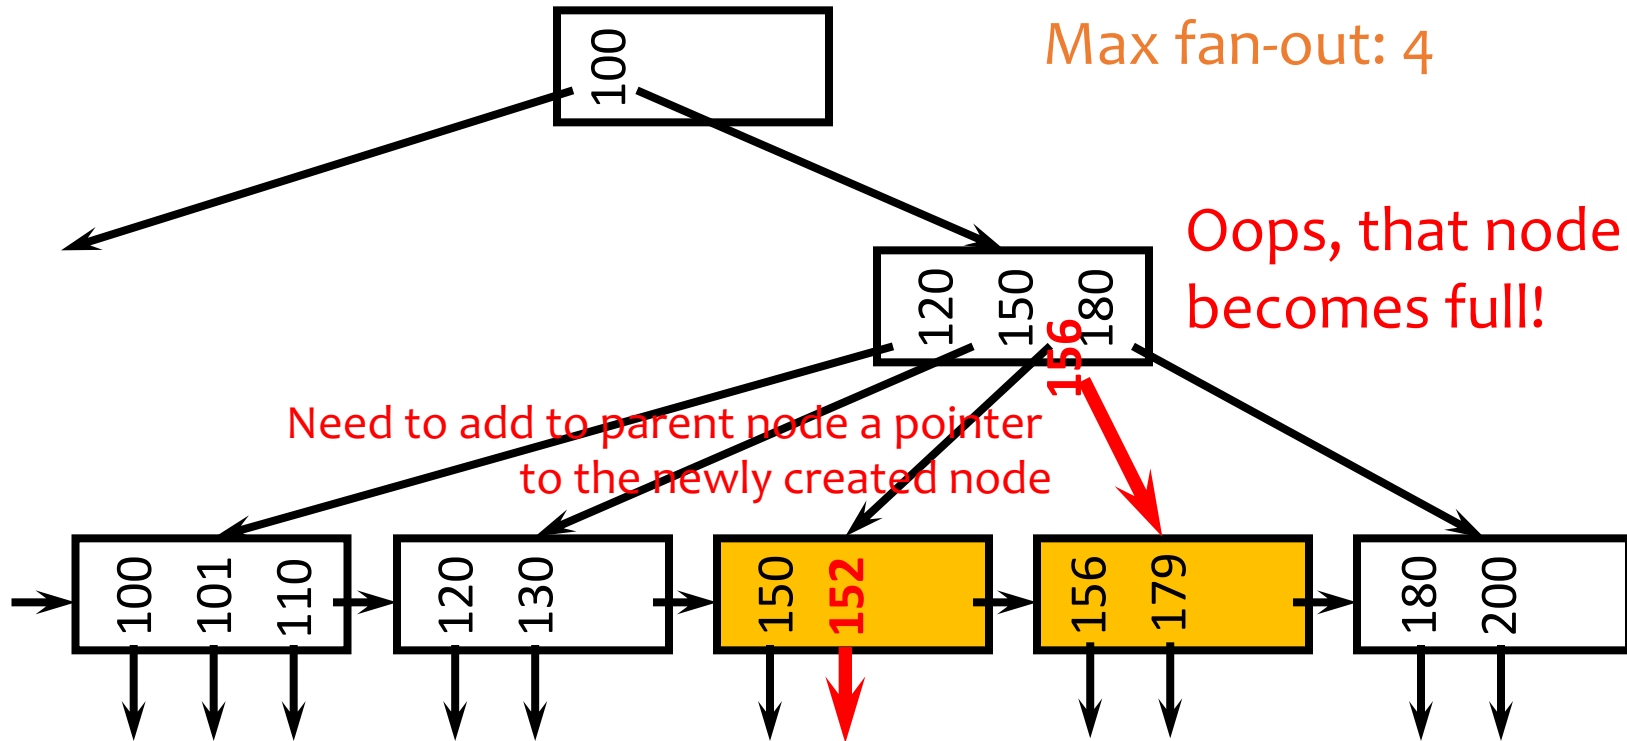 100
Max fan-out: 4
120 150 156 180
Oops, that node
becomes full!
Need to add to parent node a pointer
to the newly created node
100 101 110
120 130
150 152
156 179
180 200